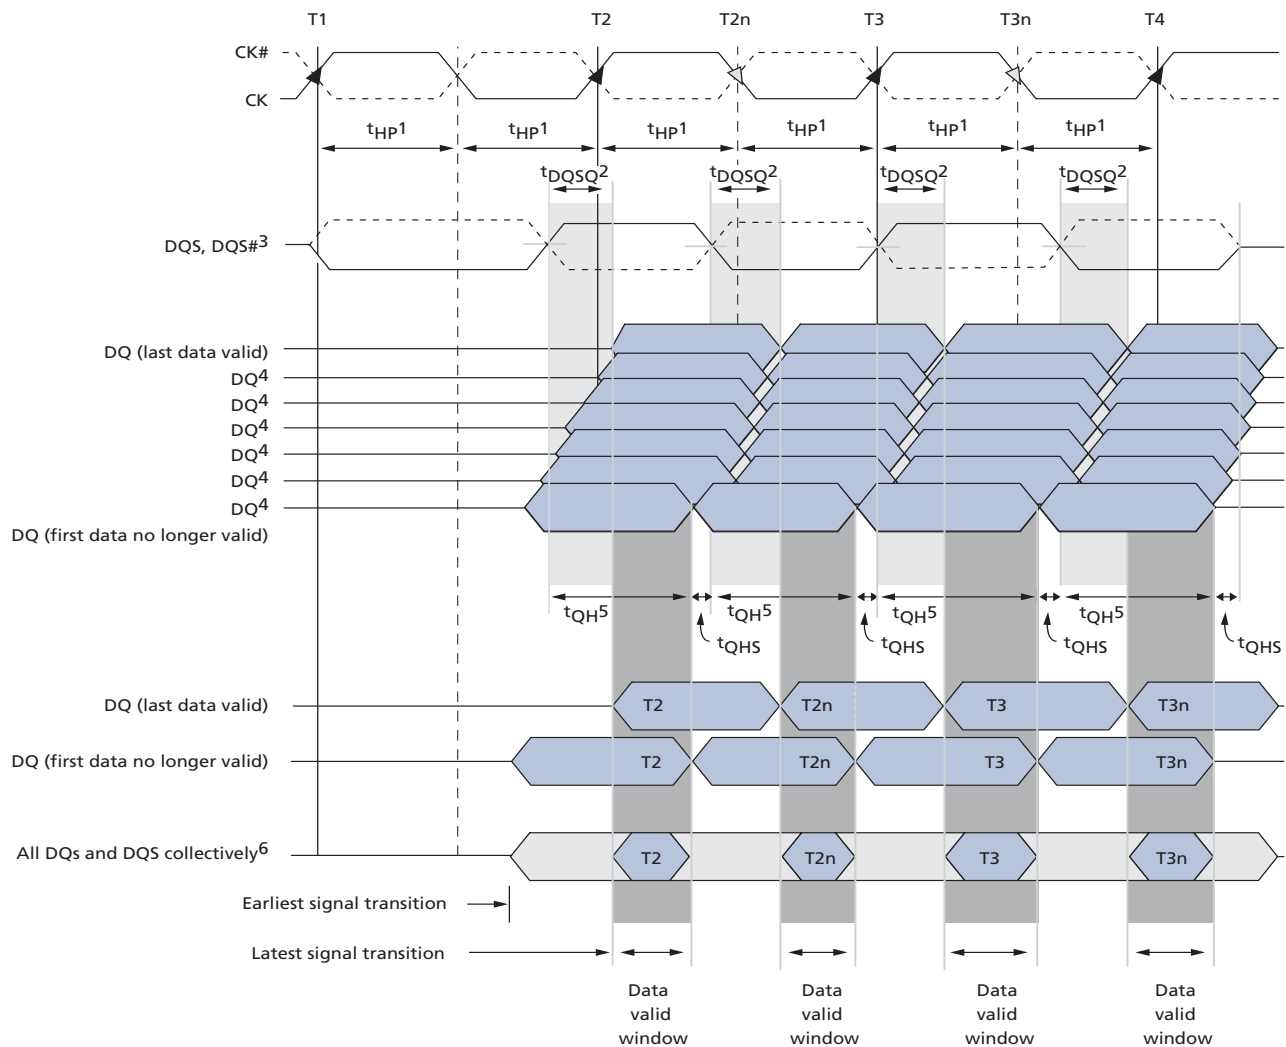 T1 T2 T2n T3 T3n T4
CK#
CK
tHP1 tHP1 tHP1 tHP1 tHP1 tHP1
tDQSQ2 tDQSQ2 tDQSQ2 tDQSQ2
DQS, DQS#3
DQ (last data valid)
DQ4
DQ4
DQ4
DQ4
DQ4
DQ4
DQ (first data no longer valid)
tQH5 tQH5 tQH5 tQH5
tQHS tQHS tQHS tQHS
DQ (last data valid) T2 T2n T3 T3n
DQ (first data no longer valid) T2 T2n T3 T3n
All DQs and DQS collectively6 T2 T2n T3 T3n
Earliest signal transition
Latest signal transition
Data Data Data Data
valid valid valid valid
window window window window